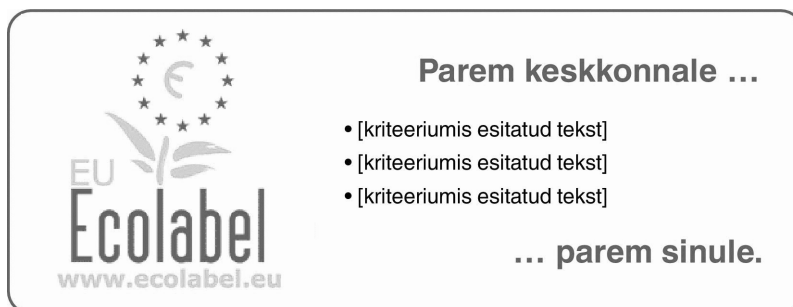 Parem keskkonnale ...
• [kriteeriumis esitatud tekst]
• [kriteeriumis esitatud tekst]
• [kriteeriumis esitatud tekst]
... parem sinule.
EU
Ecolabel
www.ecolabel.eu